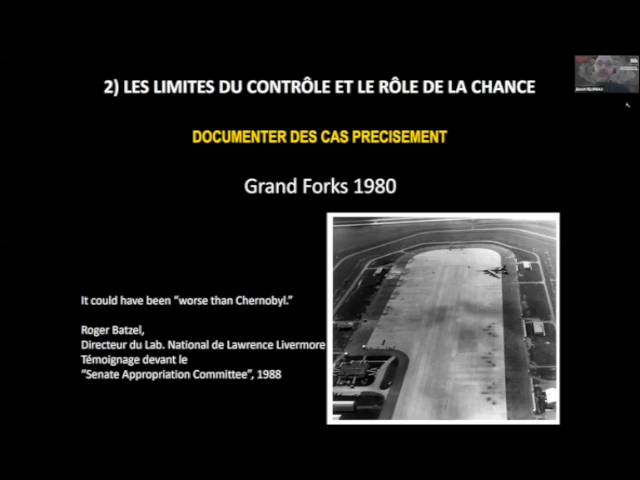 2) LES LIMITES DU CONTRÔLE ET LE RÔLE DE LA CHANCE
DOCUMENTER DES CAS PRECISEMENT
Grand Forks 1980
It could have been “worse than Chernobyl.”
Roger Batzel,
Directeur du Lab. National de Lawrence Livermore
Témoignage devant le
“Senate Appropriation Committee”, 1988